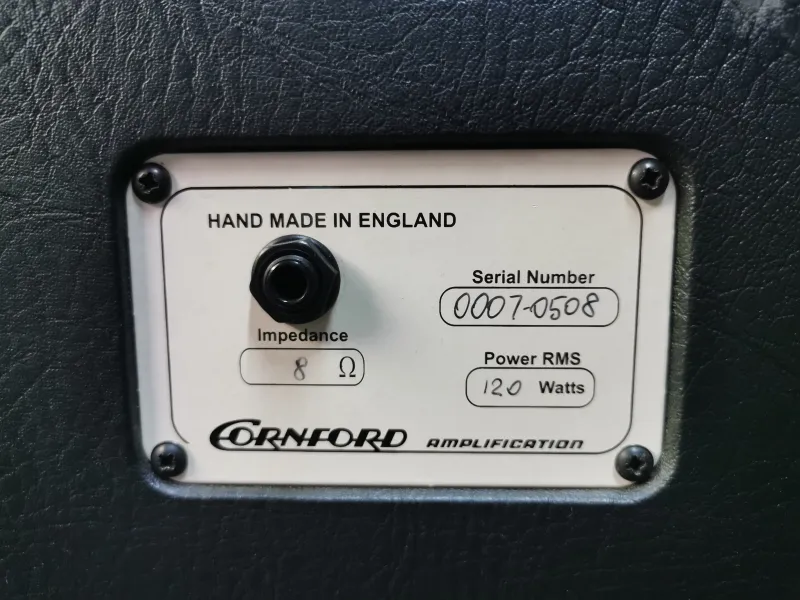 HAND MADE IN ENGLAND
Serial Number
0007-0508
Impedance
8 Ω
Power RMS
120 Watts
CORNFORD AMPLIFICATION